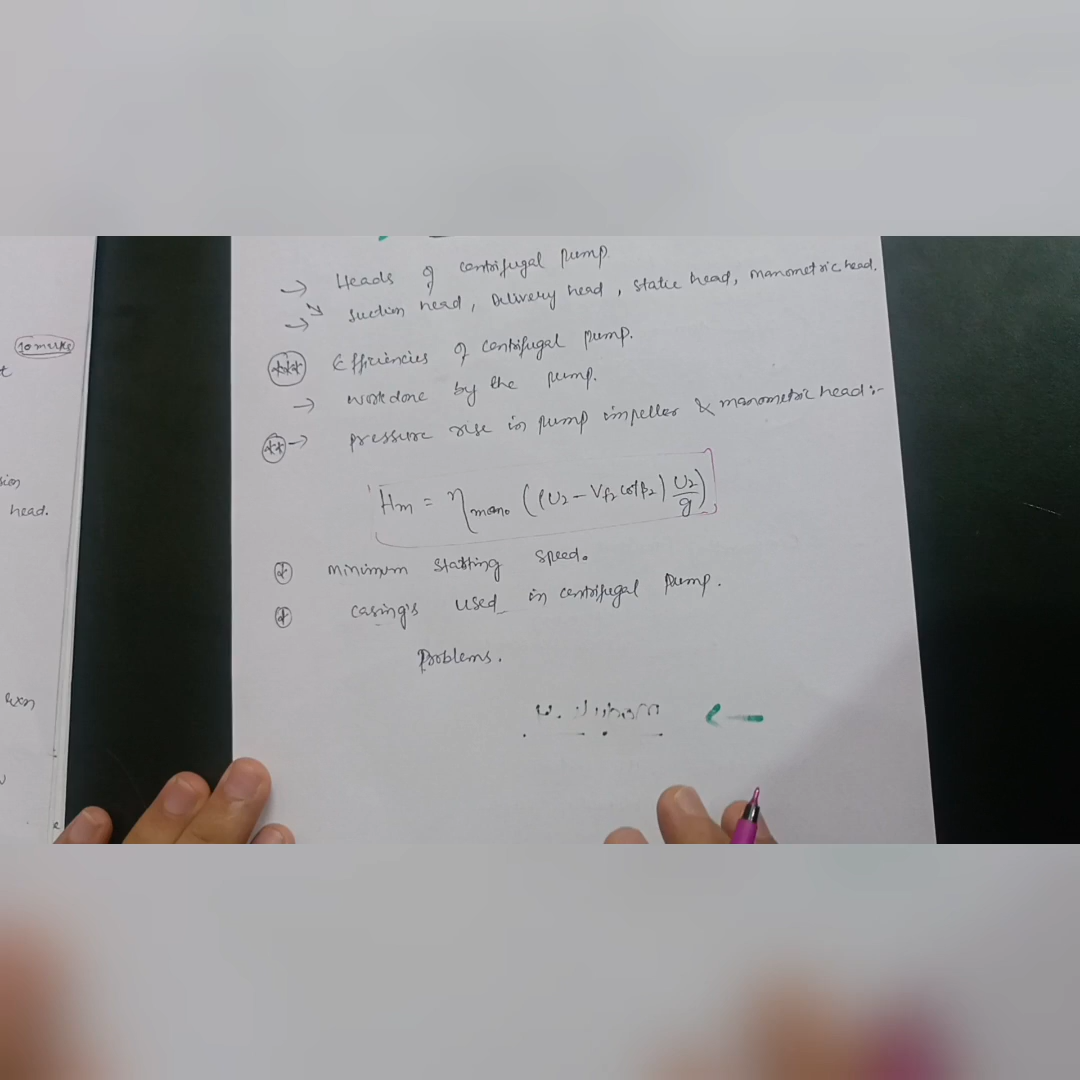 → Heads of centrifugal pump
→ suction head, Delivery head, static head, manometric head.
*** Efficiencies of centrifugal pump.
→ workdone by the pump.
** → pressure rise in pump impeller & manometric head:-
Hm = ηmano ((U2 - Vf2 cotβ2) U2/g)
* minimum starting speed.
* casing's used in centrifugal pump.
problems.
10 marks
head.